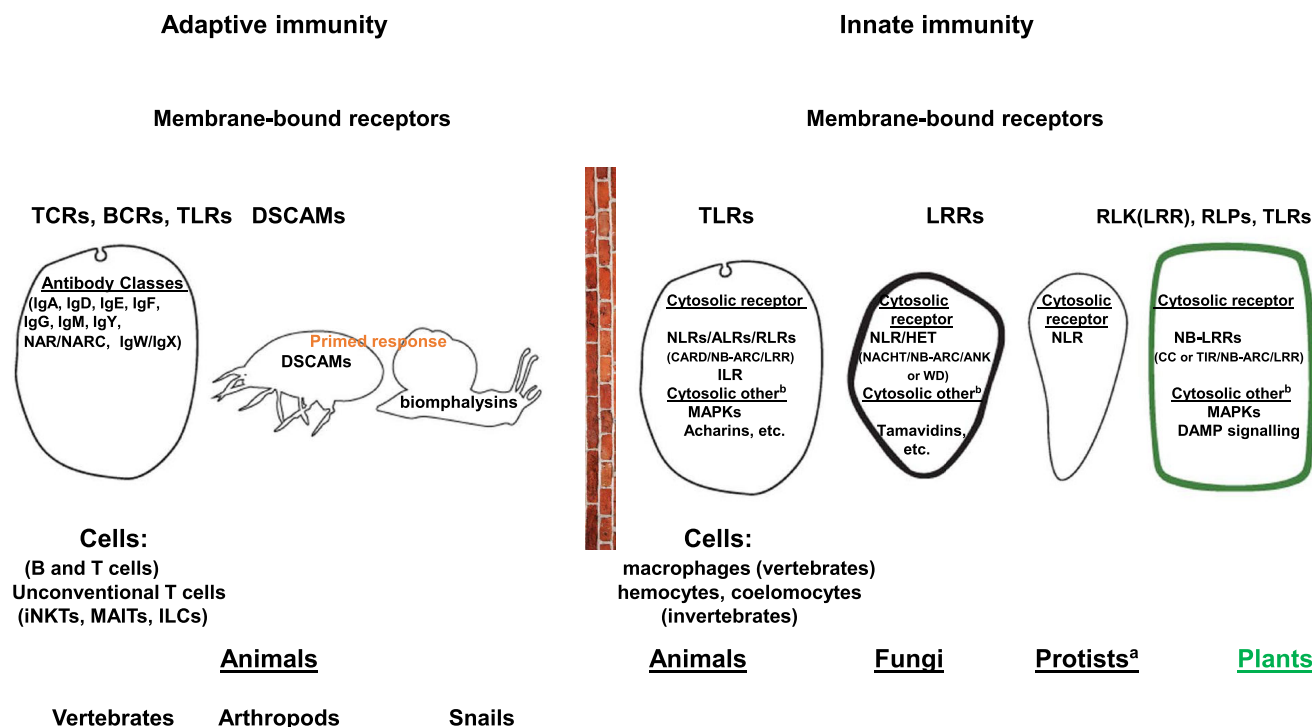 Adaptive immunity
Innate immunity
Membrane-bound receptors
Membrane-bound receptors
TCRs, BCRs, TLRs DSCAMs
TLRs
LRRs
RLK(LRR), RLPs, TLRs
Antibody Classes
(IgA, IgD, IgE, IgF,
IgG, IgM, IgY,
NAR/NARC, IgW/IgX)
Primed response
DSCAMs
biomphalysins
Cytosolic receptor
NLRs/ALRs/RLRs
(CARD/NB-ARC/LRR)
ILR
Cytosolic otherᵇ
MAPKs
Acharins, etc.
Cytosolic
receptor
NLR/HET
(NACHT/NB-ARC/ANK
or WD)
Cytosolic otherᵇ
Tamavidins,
etc.
Cytosolic
receptor
NLR
Cytosolic receptor
NB-LRRs
(CC or TIR/NB-ARC/LRR)
Cytosolic otherᵇ
MAPKs
DAMP signalling
Cells:
(B and T cells)
Unconventional T cells
(iNKTs, MAITs, ILCs)
Cells:
macrophages (vertebrates)
hemocytes, coelomocytes
(invertebrates)
Animals
Animals
Fungi
Protistsᵃ
Plants
Vertebrates
Arthropods
Snails